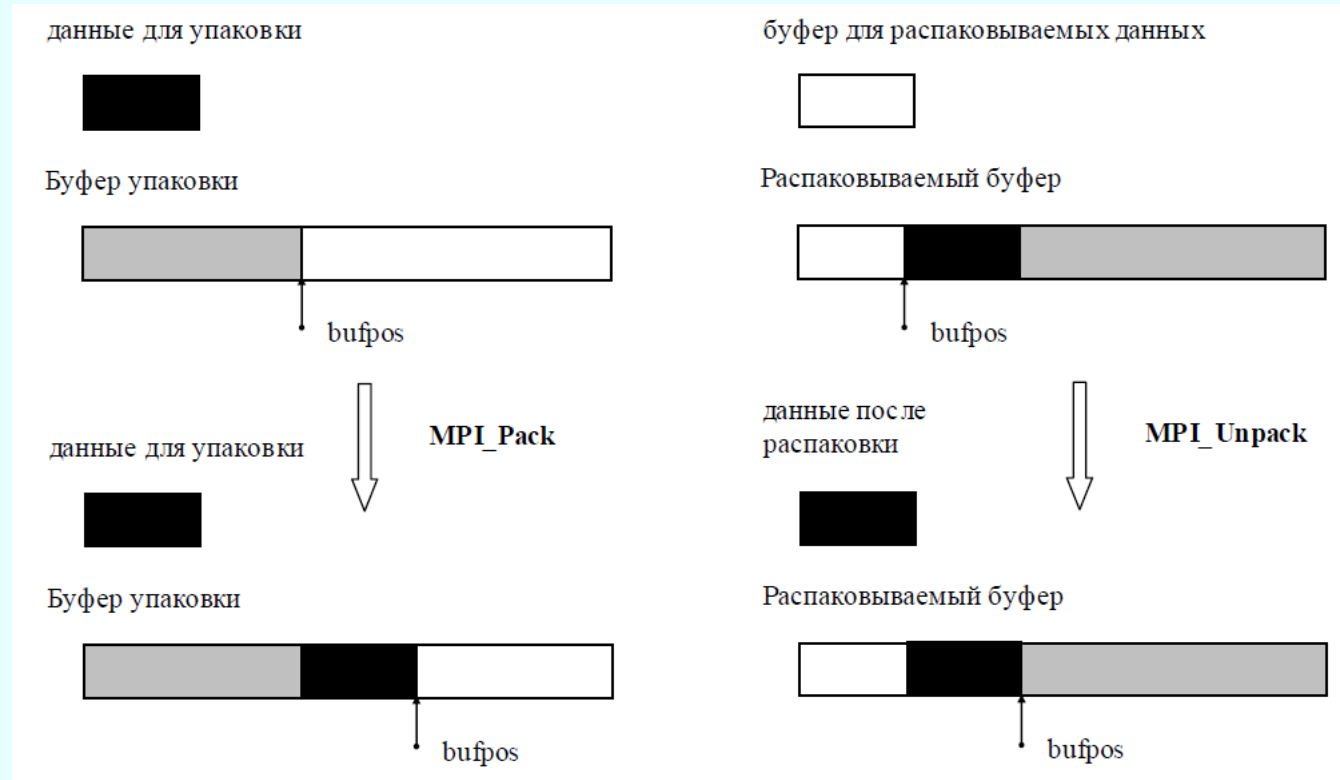 данные для упаковки
Буфер упаковки
bufpos
MPI_Pack
данные для упаковки
Буфер упаковки
bufpos
буфер для распаковываемых данных
Распаковываемый буфер
bufpos
MPI_Unpack
данные после
распаковки
Распаковываемый буфер
bufpos